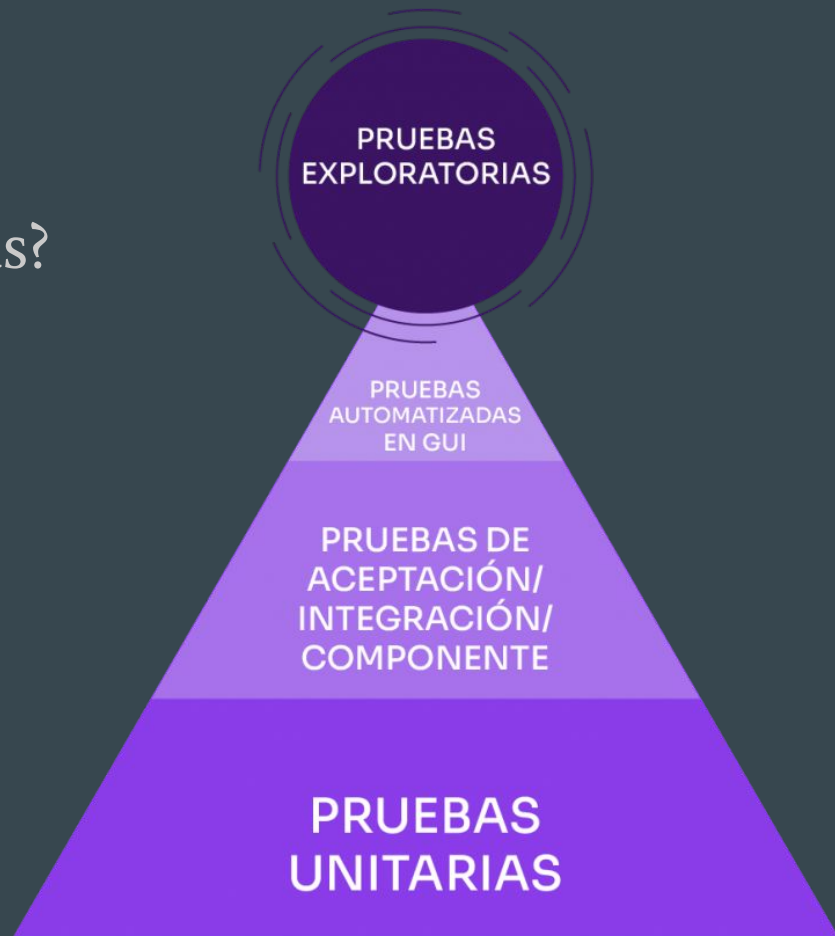 PRUEBAS
EXPLORATORIAS
s?
PRUEBAS
AUTOMATIZADAS
EN GUI
PRUEBAS DE
ACEPTACIÓN/
INTEGRACIÓN/
COMPONENTE
PRUEBAS
UNITARIAS